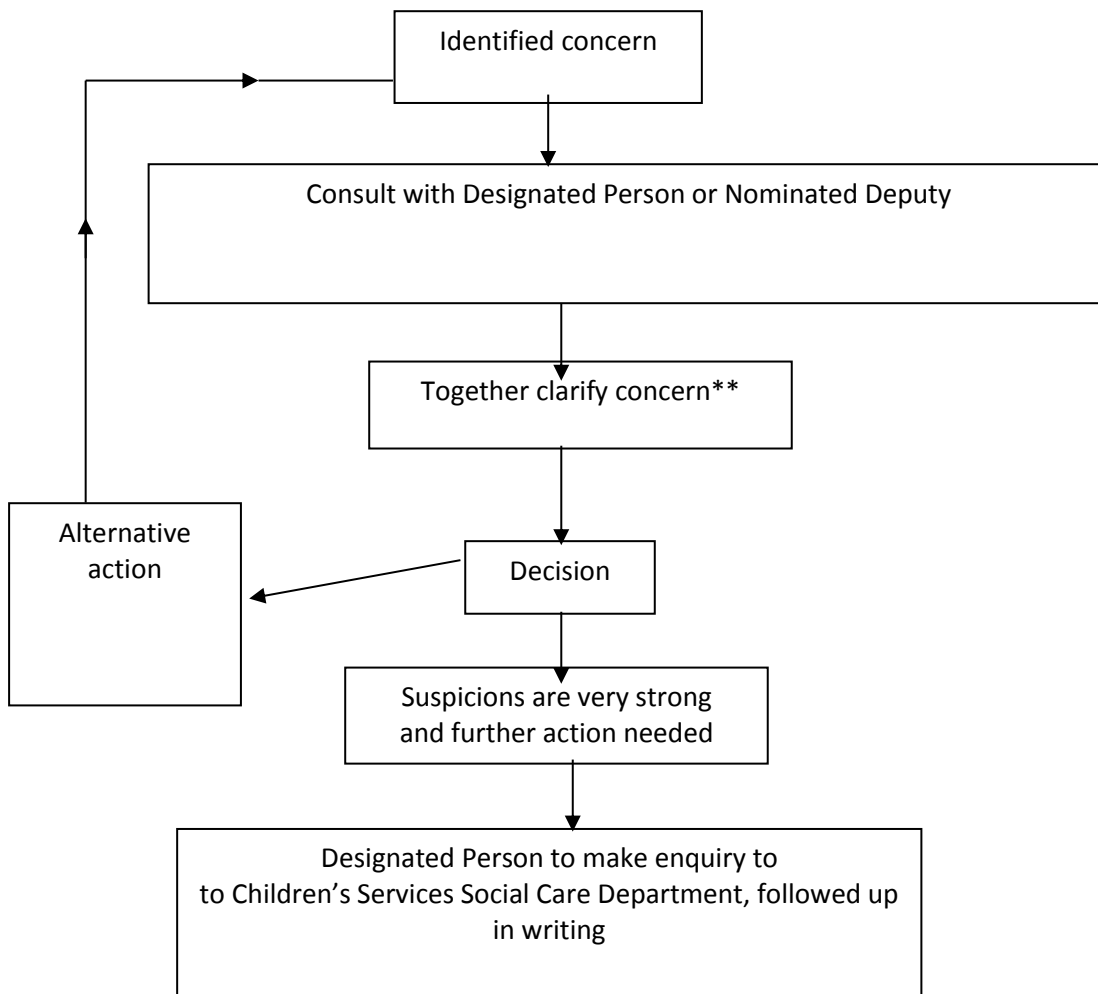 Identified concern
Consult with Designated Person or Nominated Deputy
Together clarify concern**
Alternative
action
Decision
Suspicions are very strong
and further action needed
Designated Person to make enquiry to
to Children’s Services Social Care Department, followed up
in writing